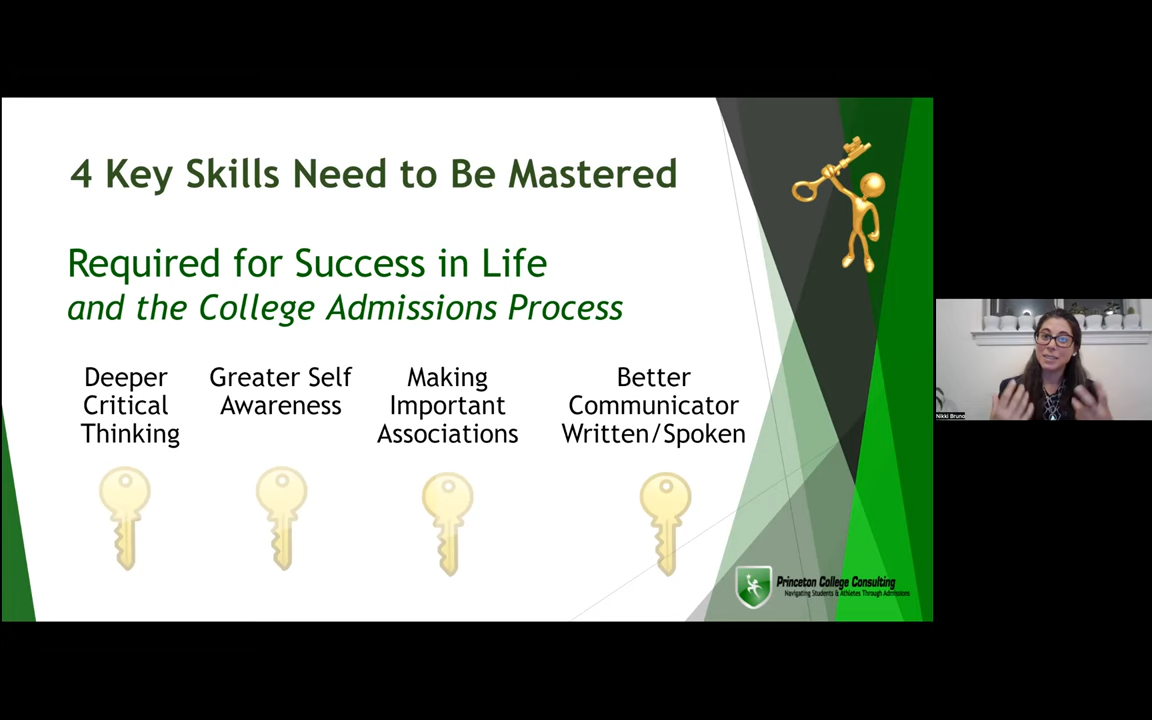 4 Key Skills Need to Be Mastered
Required for Success in Life
and the College Admissions Process
Deeper
Critical
Thinking
Greater Self
Awareness
Making
Important
Associations
Better
Communicator
Written/Spoken
Princeton College Consulting
Navigating Students & Athletes Through Admissions
Nikki Bruno